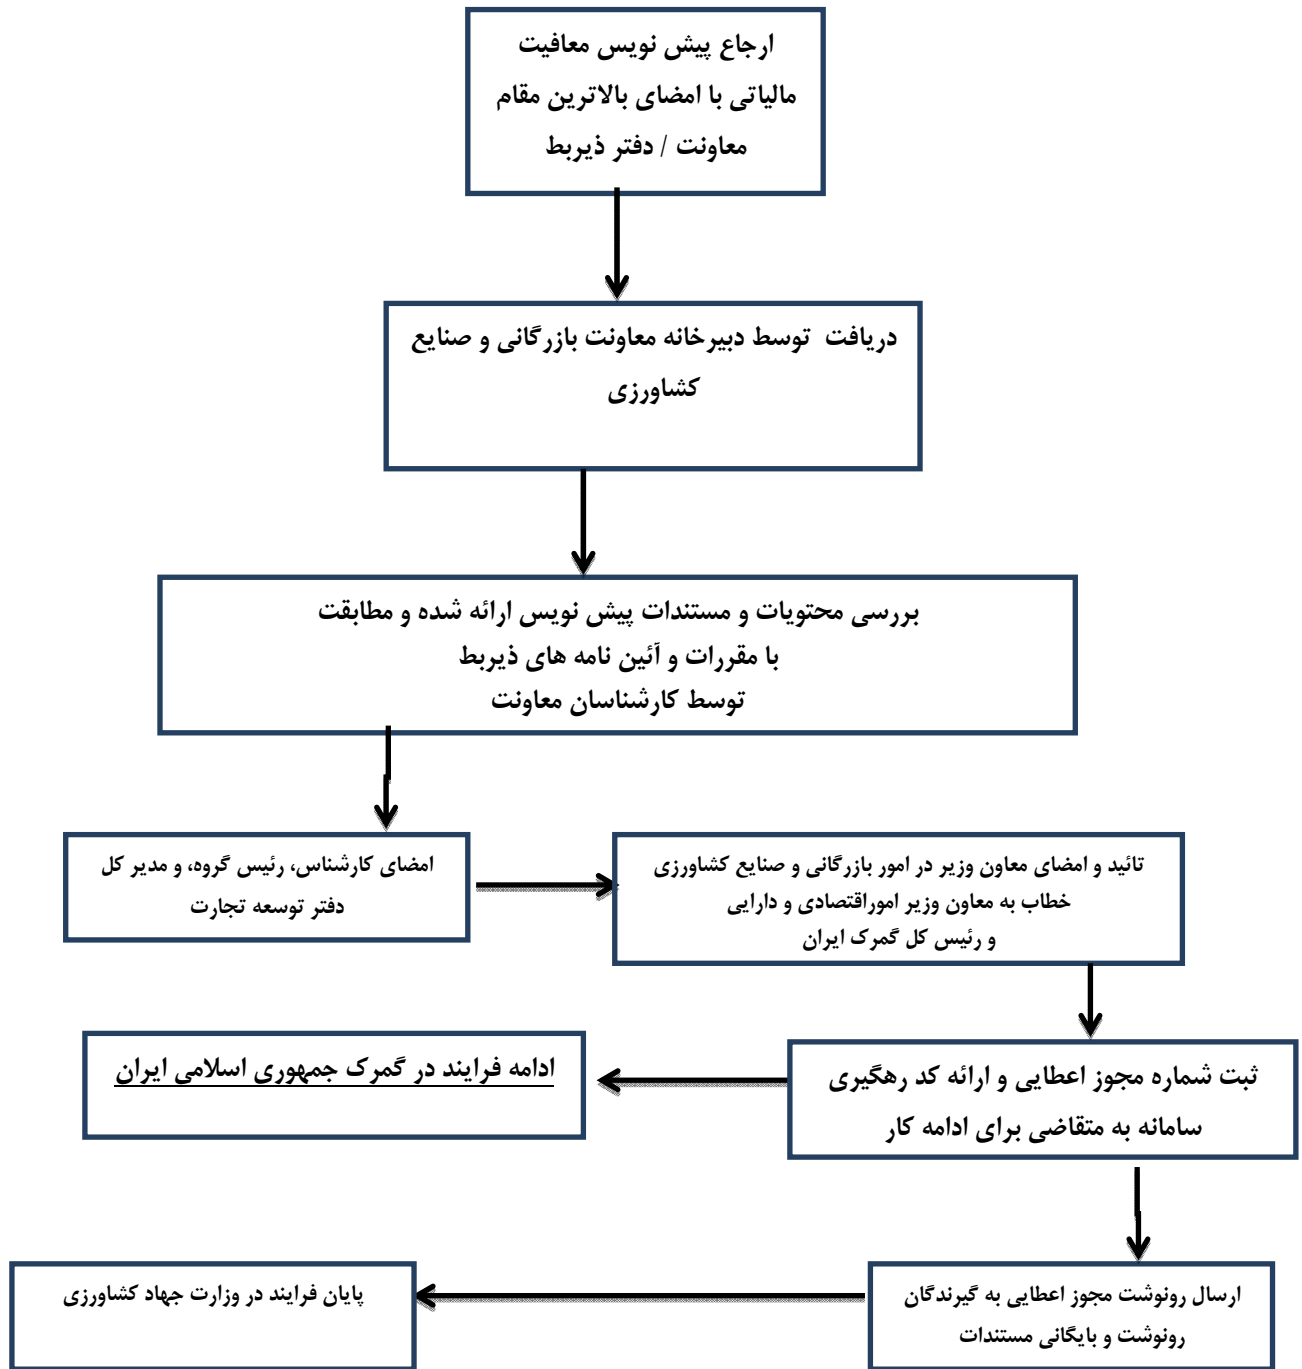 ارجاع پیش نویس معافیت
مالیاتی با امضای بالاترین مقام
معاونت / دفتر ذیربط
دریافت توسط دبیرخانه معاونت بازرگانی و صنایع
کشاورزی
بررسی محتویات و مستندات پیش نویس ارائه شده و مطابقت
با مقررات و آئین نامه های ذیربط
توسط کارشناسان معاونت
امضای کارشناس، رئیس گروه، و مدیر کل
دفتر توسعه تجارت
تائید و امضای معاون وزیر در امور بازرگانی و صنایع کشاورزی
خطاب به معاون وزیر اموراقتصادی و دارایی
و رئیس کل گمرک ایران
ثبت شماره مجوز اعطایی و ارائه کد رهگیری
سامانه به متقاضی برای ادامه کار
ادامه فرایند در گمرک جمهوری اسلامی ایران
ارسال رونوشت مجوز اعطایی به گیرندگان
رونوشت و بایگانی مستندات
پایان فرایند در وزارت جهاد کشاورزی